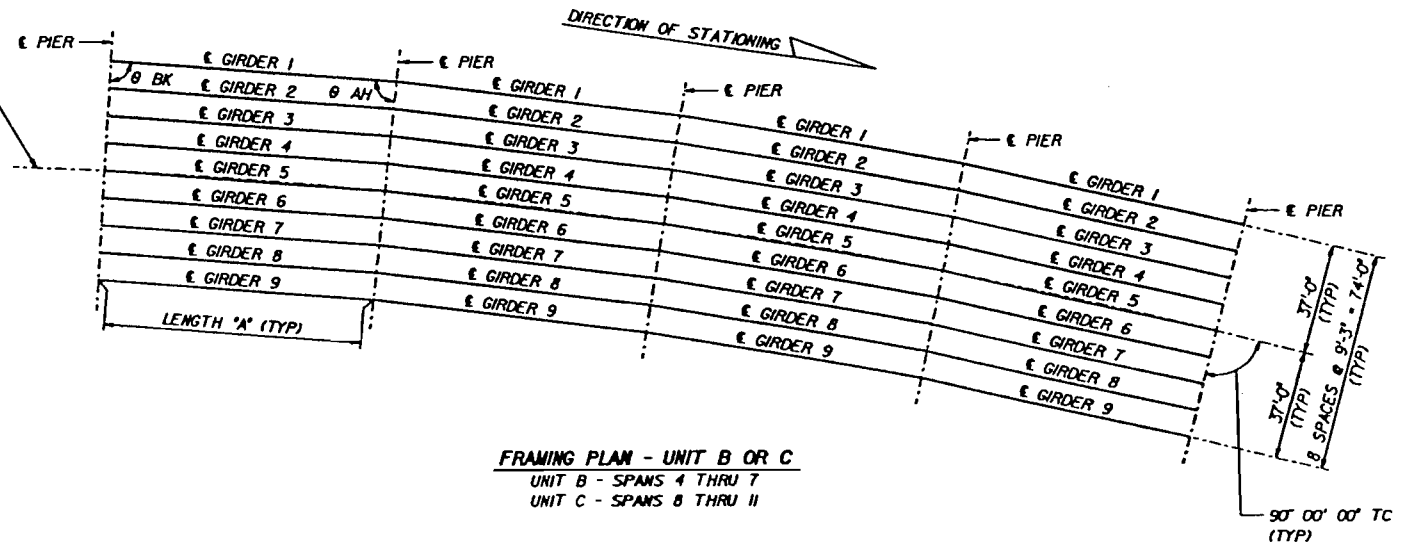 DIRECTION OF STATIONING
℄ PIER
℄ PIER
℄ PIER
℄ PIER
℄ PIER
℄ GIRDER 1
℄ GIRDER 2
℄ GIRDER 3
℄ GIRDER 4
℄ GIRDER 5
℄ GIRDER 6
℄ GIRDER 7
℄ GIRDER 8
℄ GIRDER 9
θ BK
θ AH
LENGTH "A" (TYP)
℄ GIRDER 1
℄ GIRDER 2
℄ GIRDER 3
℄ GIRDER 4
℄ GIRDER 5
℄ GIRDER 6
℄ GIRDER 7
℄ GIRDER 8
℄ GIRDER 9
℄ GIRDER 1
℄ GIRDER 2
℄ GIRDER 3
℄ GIRDER 4
℄ GIRDER 5
℄ GIRDER 6
℄ GIRDER 7
℄ GIRDER 8
℄ GIRDER 9
℄ GIRDER 1
℄ GIRDER 2
℄ GIRDER 3
℄ GIRDER 4
℄ GIRDER 5
℄ GIRDER 6
℄ GIRDER 7
℄ GIRDER 8
℄ GIRDER 9
37'-0"
(TYP)
37'-0"
(TYP)
8 SPACES @ 9'-3" = 74'-0"
(TYP)
90° 00' 00" TC
(TYP)
FRAMING PLAN - UNIT B OR C
UNIT B - SPANS 4 THRU 7
UNIT C - SPANS 8 THRU 11